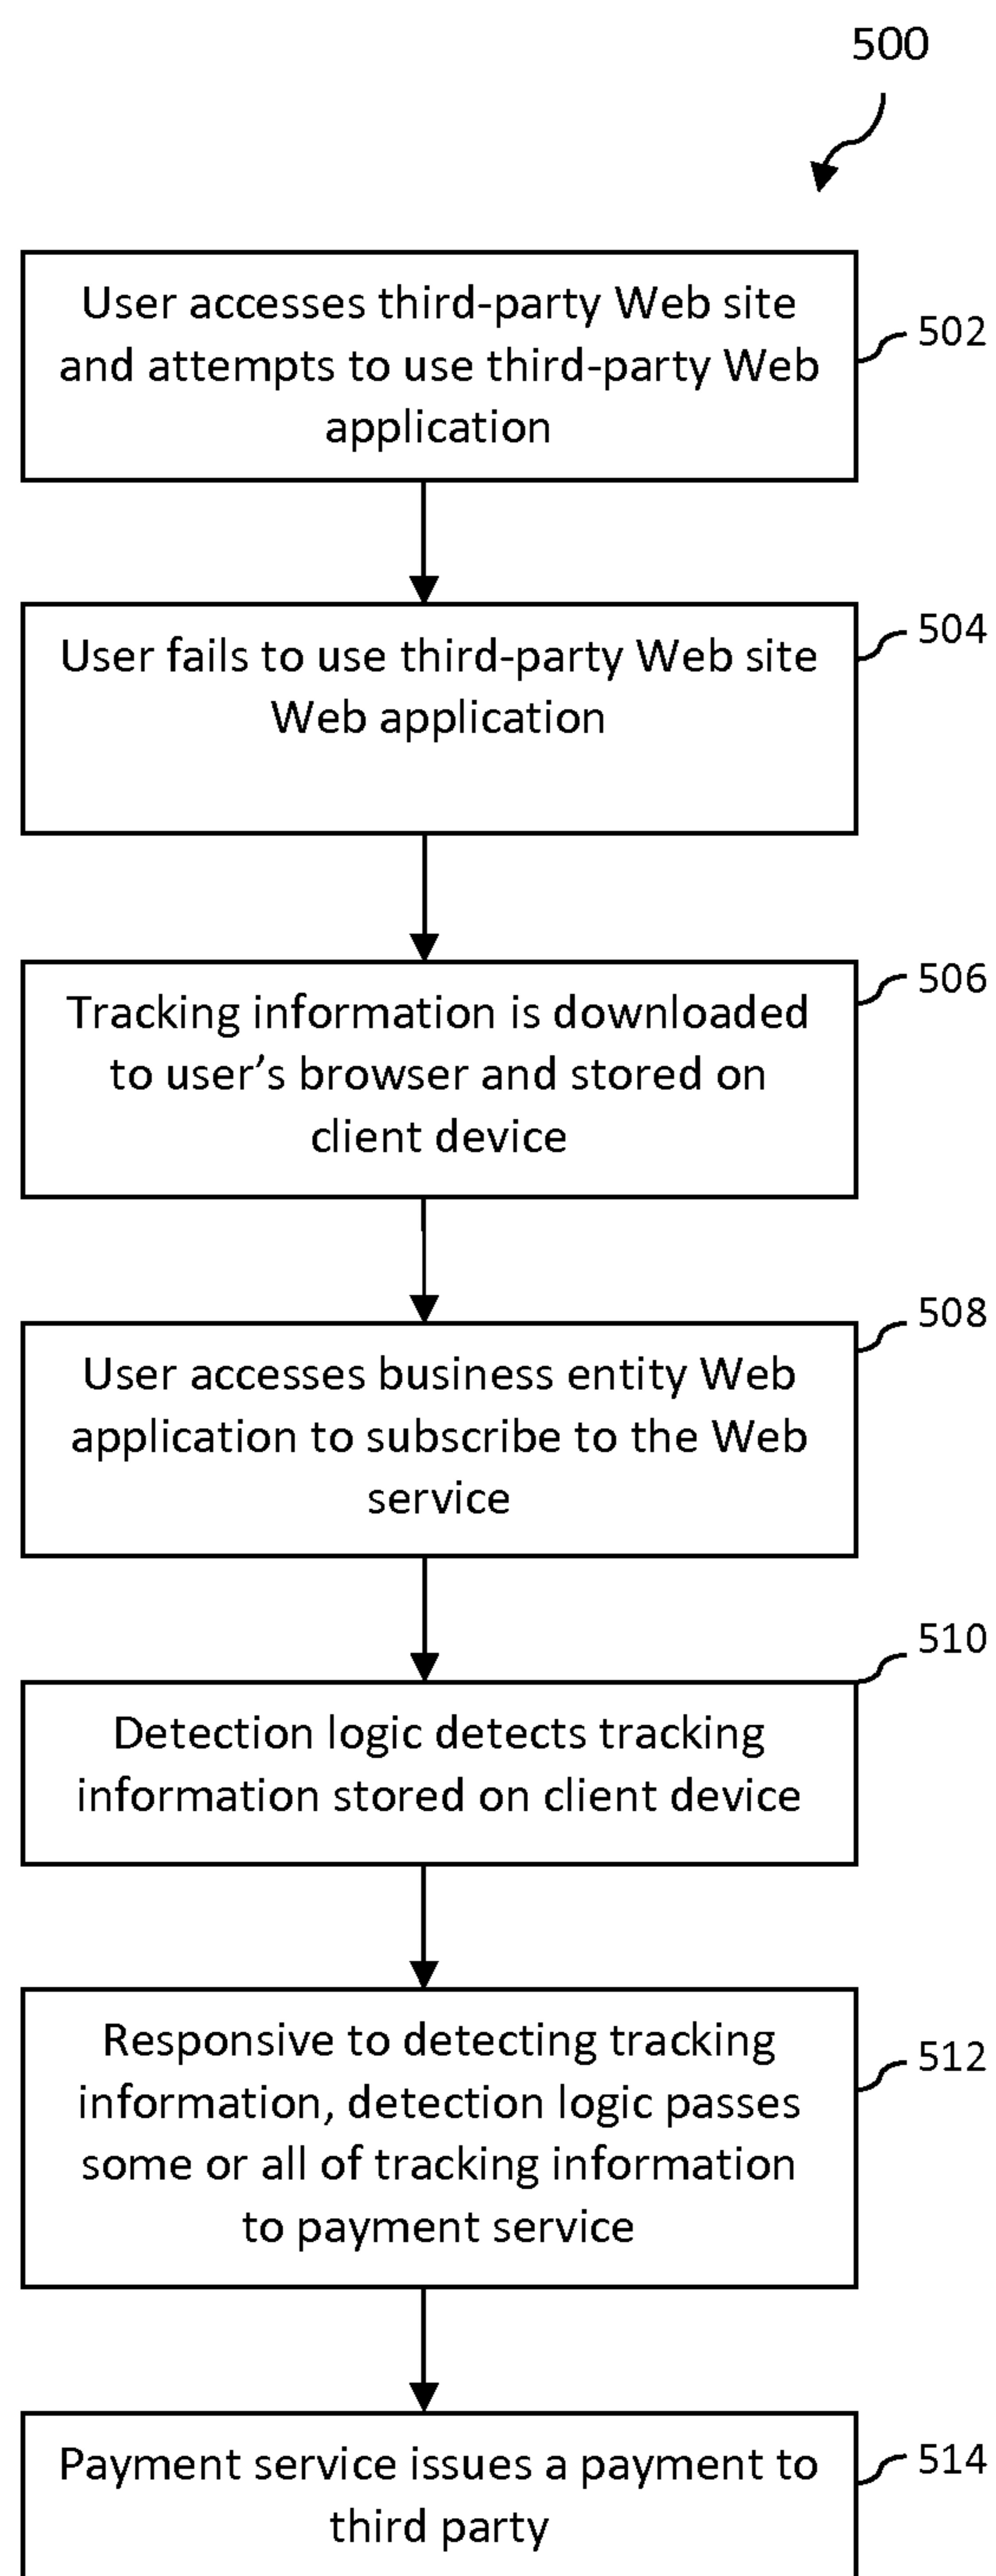 500
User accesses third-party Web site
and attempts to use third-party Web
application
502
User fails to use third-party Web site
Web application
504
Tracking information is downloaded
to user’s browser and stored on
client device
506
User accesses business entity Web
application to subscribe to the Web
service
508
Detection logic detects tracking
information stored on client device
510
Responsive to detecting tracking
information, detection logic passes
some or all of tracking information
to payment service
512
Payment service issues a payment to
third party
514